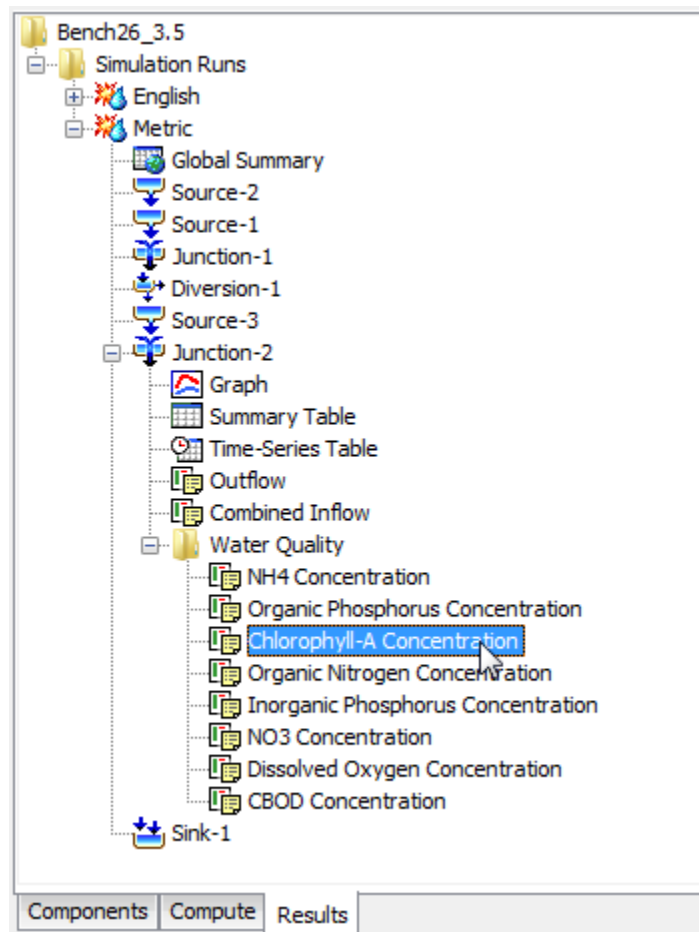 Bench26_3.5
Simulation Runs
English
Metric
Global Summary
Source-2
Source-1
Junction-1
Diversion-1
Source-3
Junction-2
Graph
Summary Table
Time-Series Table
Outflow
Combined Inflow
Water Quality
NH4 Concentration
Organic Phosphorus Concentration
Chlorophyll-A Concentration
Organic Nitrogen Concentration
Inorganic Phosphorus Concentration
NO3 Concentration
Dissolved Oxygen Concentration
CBOD Concentration
Sink-1
Components Compute Results